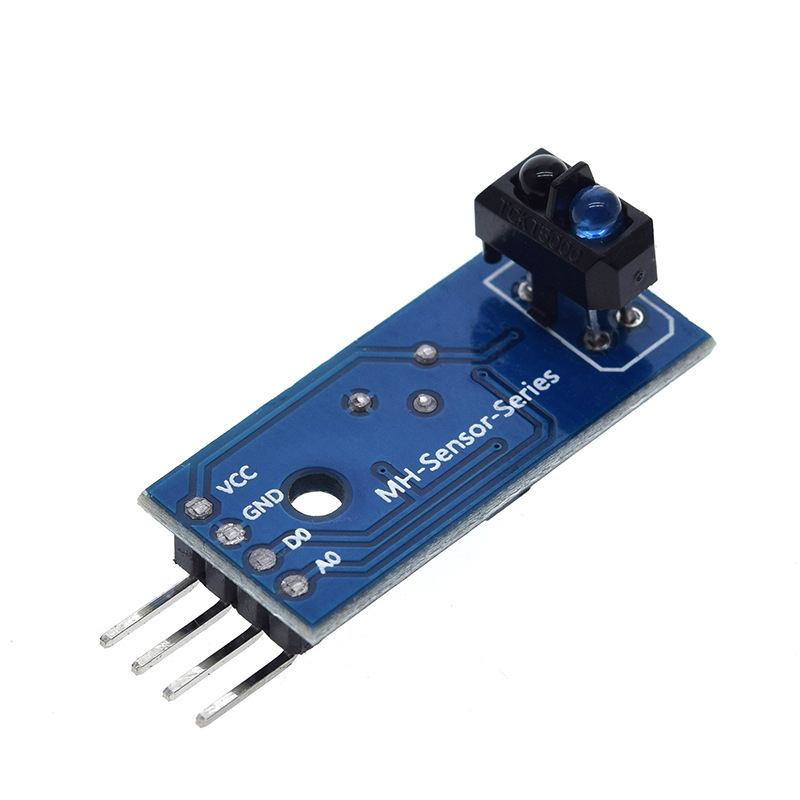 TCRT5000
VCC
GND
D0
A0
MH-Sensor-Series